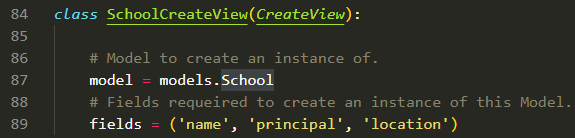 84 class SchoolCreateView(CreateView):
85
86 # Model to create an instance of.
87 model = models.School
88 # Fields requeired to create an instance of this Model.
89 fields = ('name', 'principal', 'location')